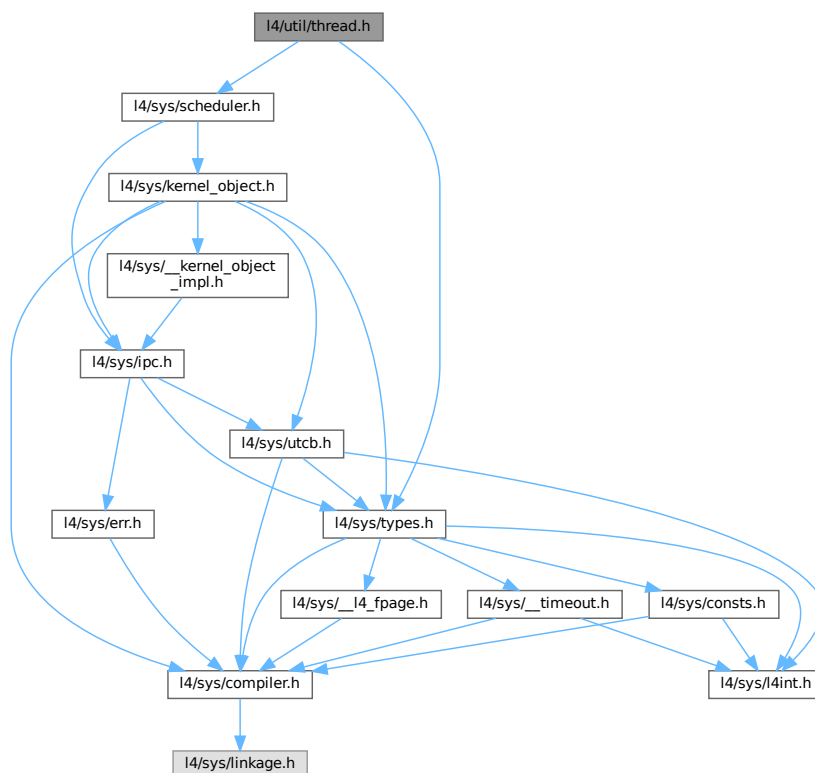 l4/util/thread.h
l4/sys/scheduler.h
l4/sys/kernel_object.h
l4/sys/__kernel_object
_impl.h
l4/sys/ipc.h
l4/sys/utcb.h
l4/sys/err.h
l4/sys/types.h
l4/sys/__l4_fpage.h
l4/sys/__timeout.h
l4/sys/consts.h
l4/sys/compiler.h
l4/sys/l4int.h
l4/sys/linkage.h